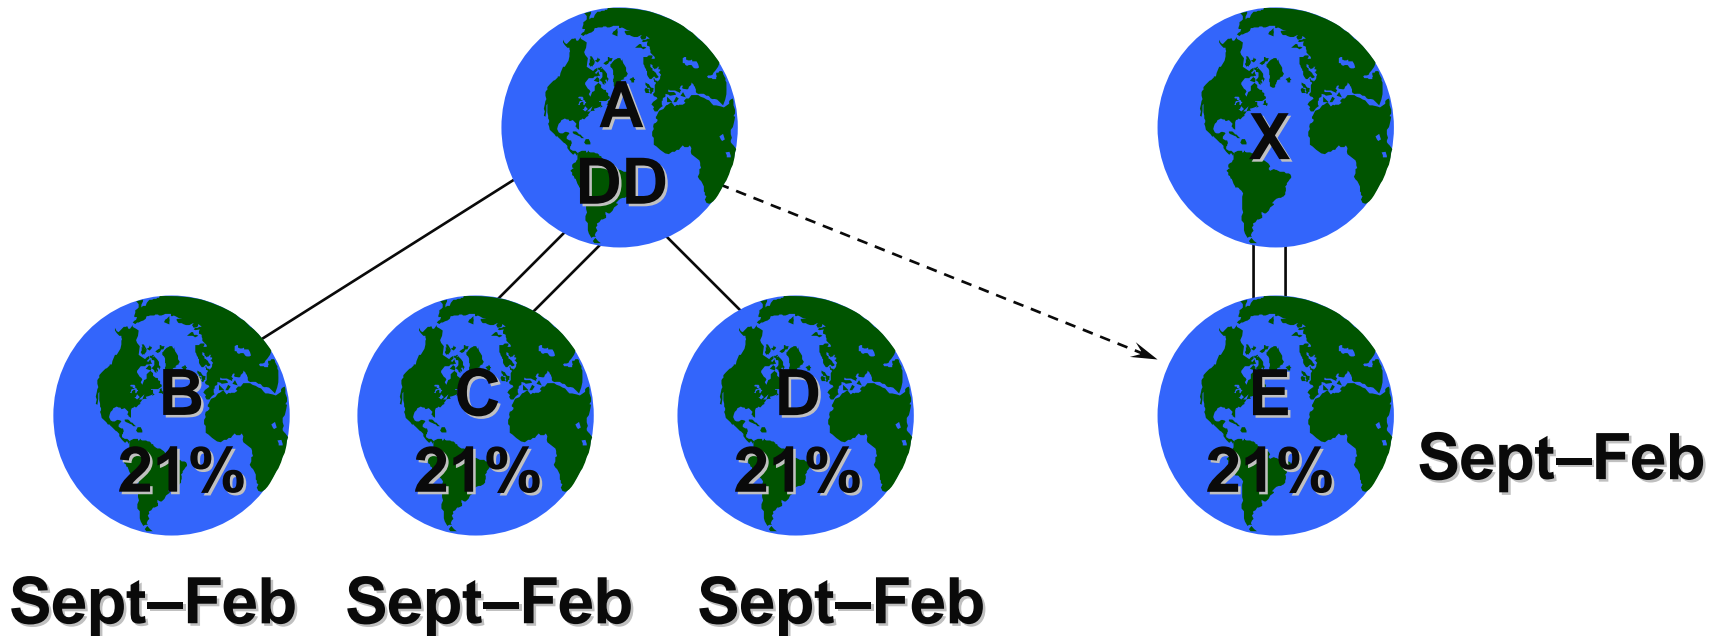 A
DD
X
B
21%
C
21%
D
21%
E
21%
Sept–Feb
Sept–Feb
Sept–Feb
Sept–Feb